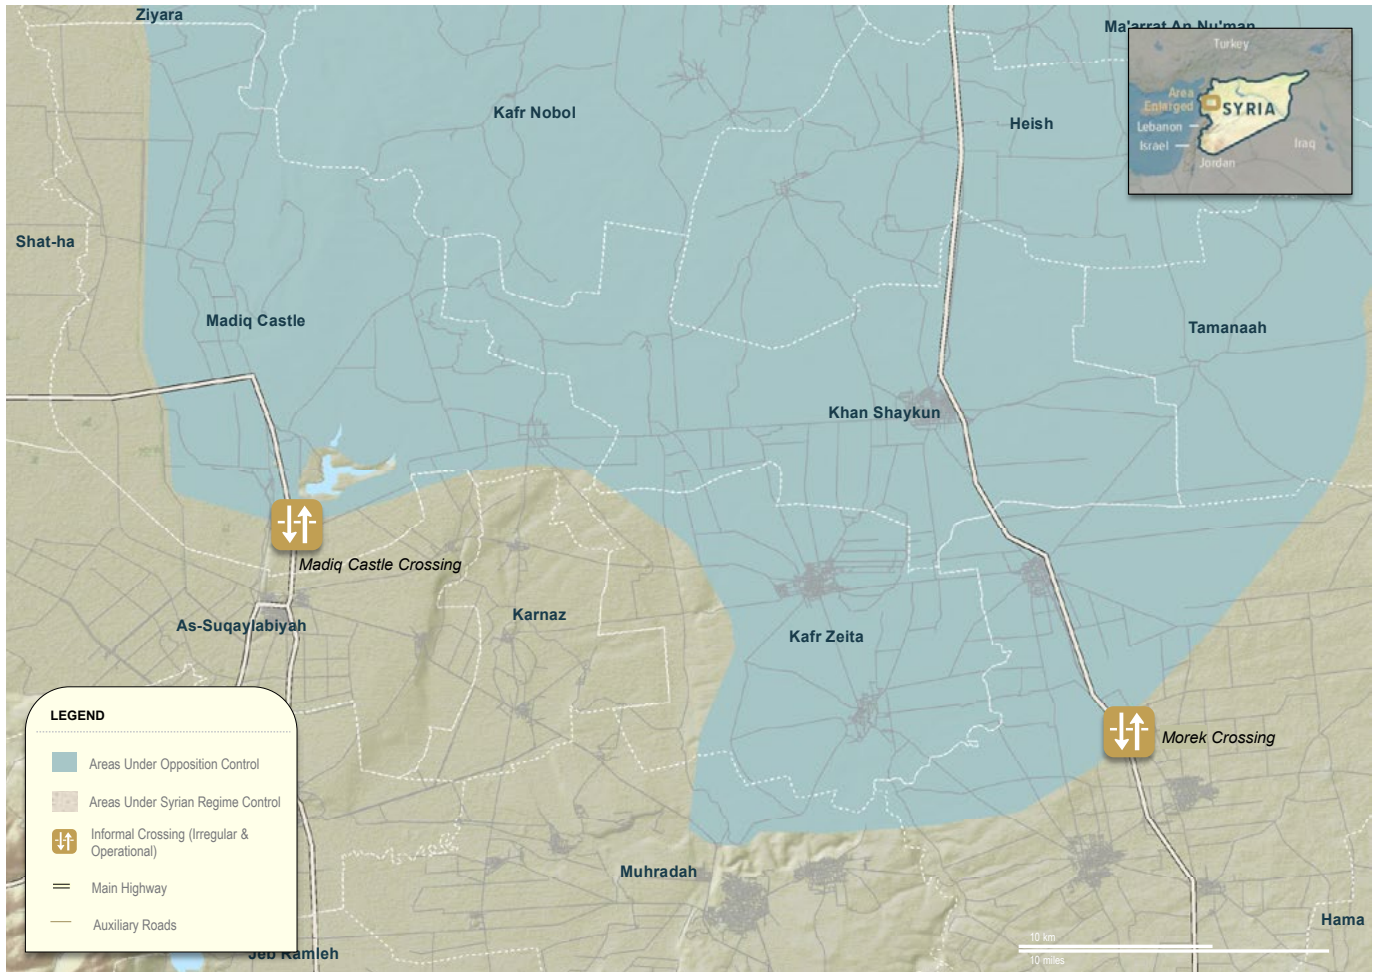 Ziyara
Ma'arrat An Nu'man
Turkey
Area
Enlarged
SYRIA
Lebanon
Israel
Iraq
Jordan
Kafr Nobol
Heish
Shat-ha
Madiq Castle
Tamanaah
Khan Shaykun
Madiq Castle Crossing
Karnaz
As-Suqaylabiyah
Kafr Zeita
Morek Crossing
LEGEND
Areas Under Opposition Control
Areas Under Syrian Regime Control
Informal Crossing (Irregular &
Operational)
Main Highway
Auxiliary Roads
Muhradah
Hama
Jeb Ramleh
10 km
10 miles